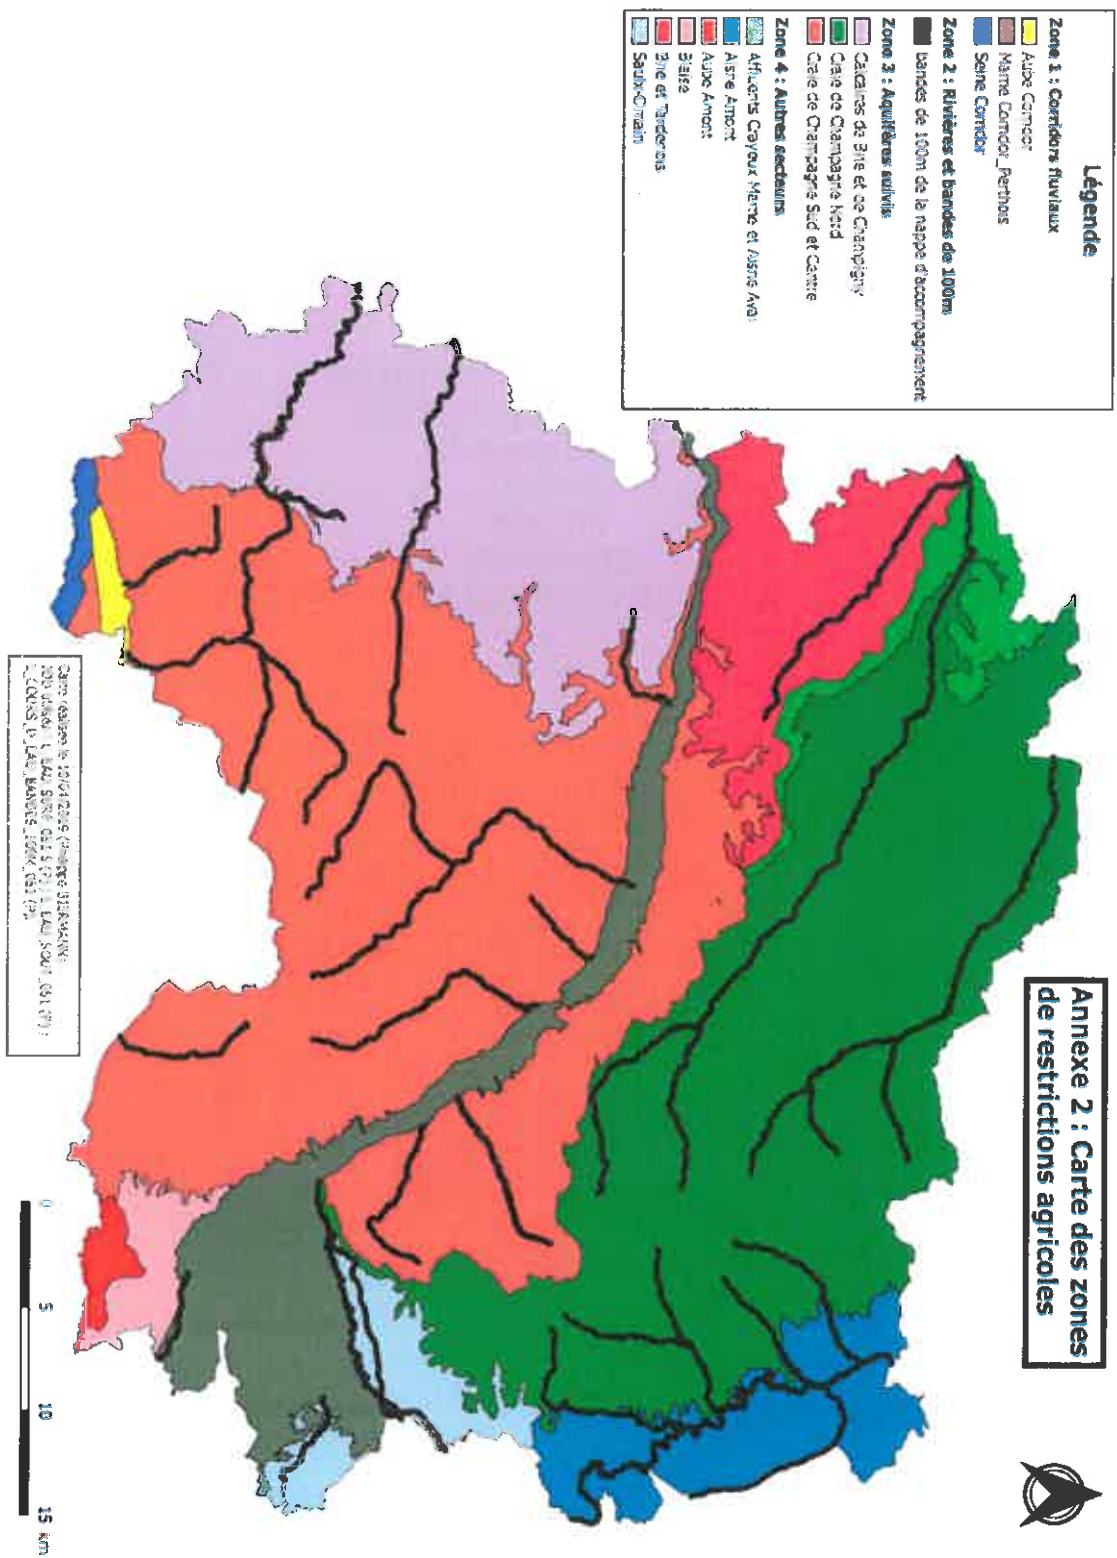 Annexe 2 : Carte des zones
de restrictions agricoles
Légende
Zone 1 : Corridors fluviaux
Aube Corridor
Marne Corridor_Perthois
Seine Corridor
Zone 2 : Rivières et bandes de 100m
bandes de 100m de la nappe d'accompagnement
Zone 3 : Aquifères suivis
Calcaires de Brie et de Champigny
Craie de Champagne Nord
Craie de Champagne Sud et Centre
Zone 4 : Autres secteurs
Affluents Crayeux Marne et Aisne Aval
Aisne Amont
Aube Amont
Blaise
Brie et Tardenois
Saulx-Ornain
0 5 10 15 km
Carte réalisée le